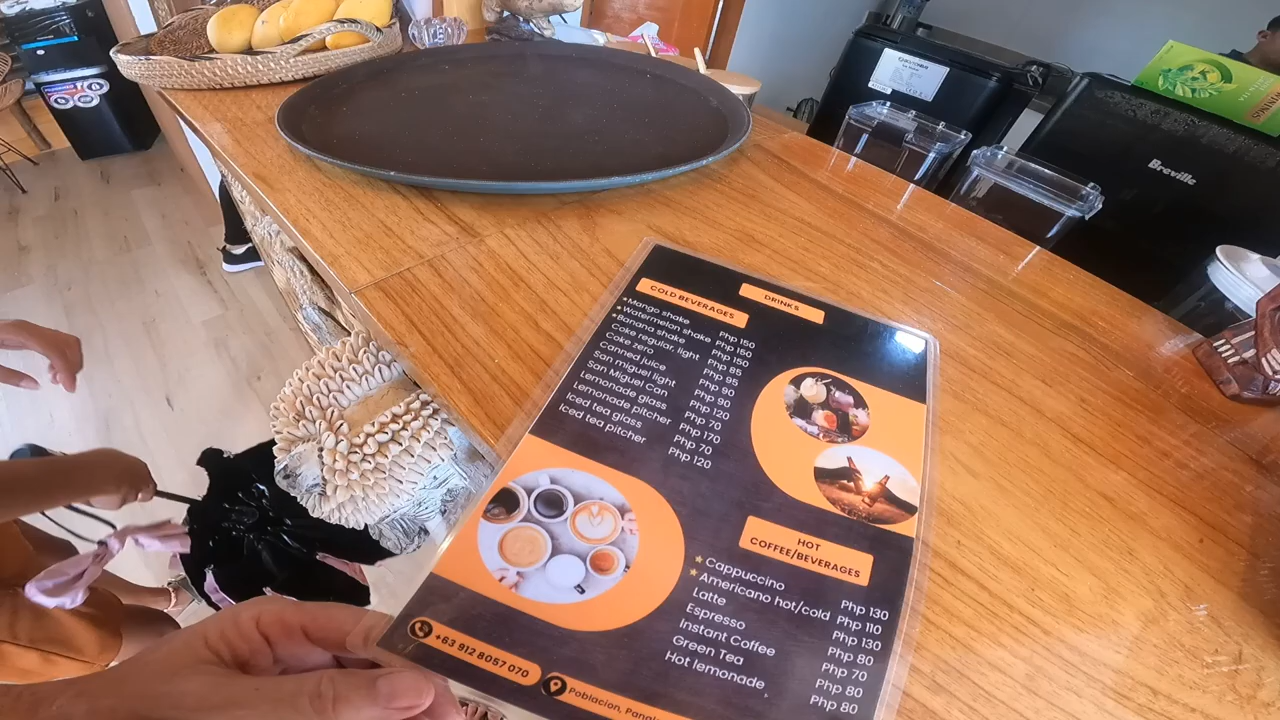 DRINKS
COLD BEVERAGES
*Mango shake Php 150
*Watermelon shake Php 150
*Banana shake Php 150
Coke regular, light Php 85
Coke zero Php 95
Canned juice Php 90
San miguel light Php 90
San Miguel Can Php 120
Lemonade glass Php 70
Lemonade pitcher Php 170
Iced tea glass Php 70
Iced tea pitcher Php 120
HOT
COFFEE/BEVERAGES
Cappuccino Php 130
Americano hot/cold Php 110
Latte Php 130
Espresso Php 80
Instant Coffee Php 70
Green Tea Php 80
Hot lemonade Php 80
+63 912 8057 070
Poblacion,
Breville